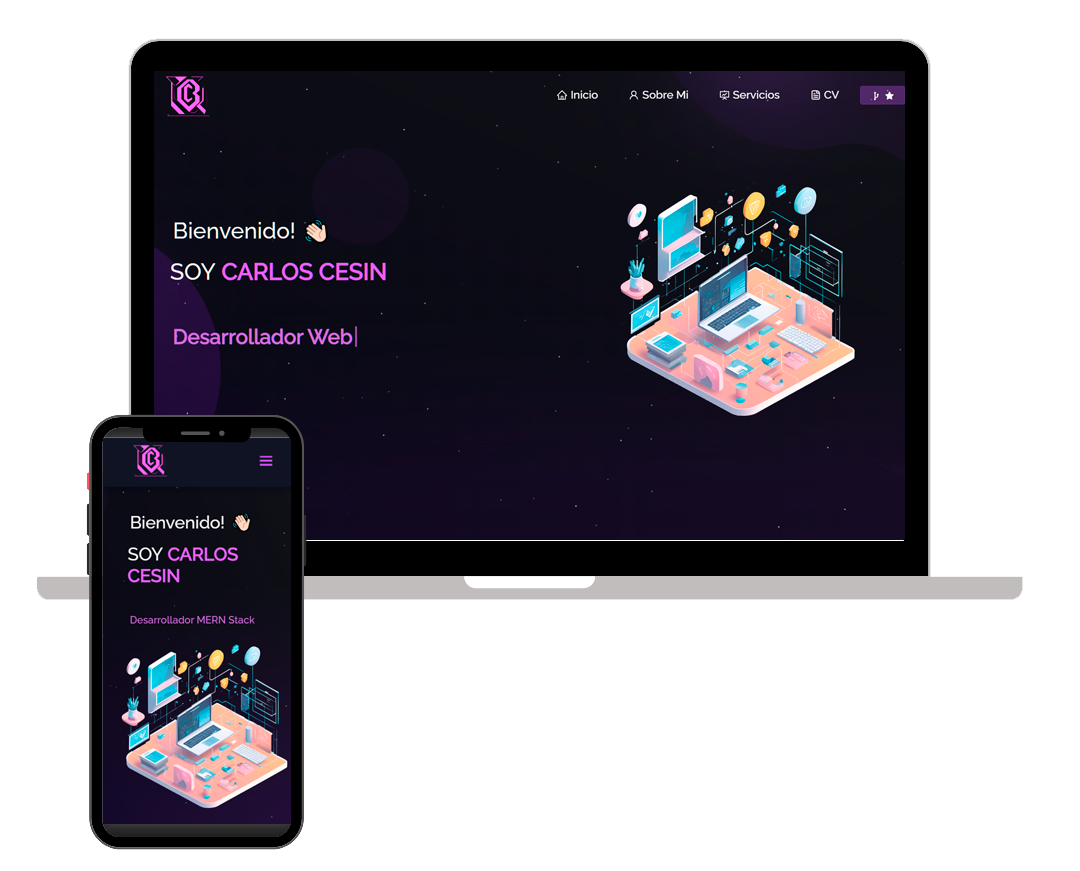 Inicio
Sobre Mi
Servicios
CV
Bienvenido! 👋🏻
SOY CARLOS CESIN
Desarrollador Web|
Bienvenido! 👋🏻
SOY CARLOS
CESIN
Desarrollador MERN Stack